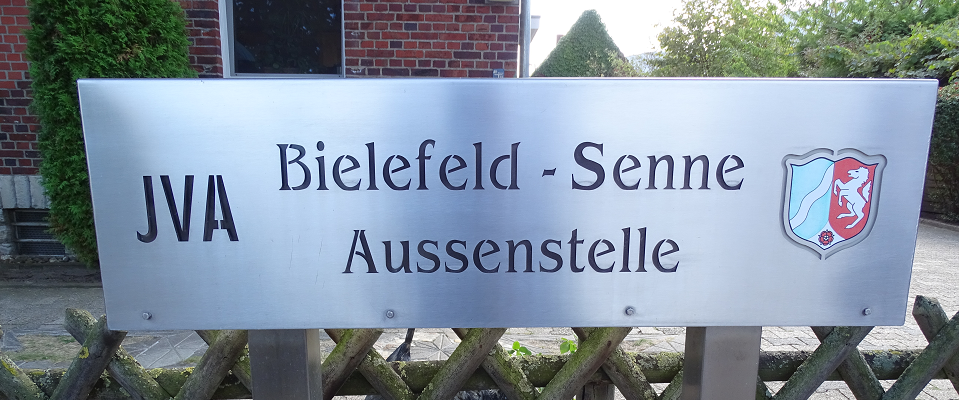 JVA
Bielefeld - Senne
Aussenstelle